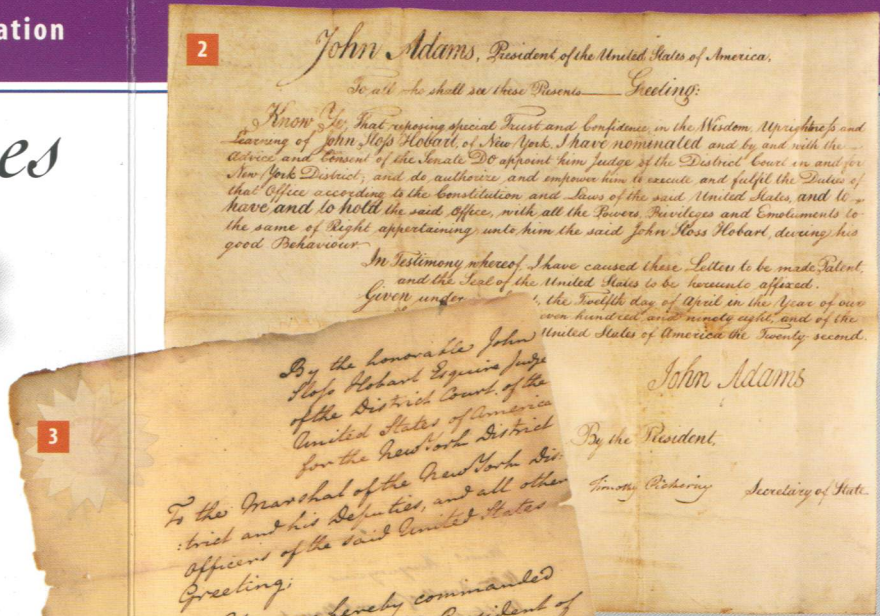 ation
es
2
John Adams, President of the United States of America,
To all who shall see these Presents Greeting:
Know Ye, That reposing special Trust and Confidence in the Wisdom, Uprightness and
Learning of John Sloss Hobart, of New York, I have nominated and by and with the
advice and Consent of the Senate DO appoint him Judge of the District Court in and for
New York District, and do authorize and empower him to execute and fulfil the Duties of
that Office according to the Constitution and Laws of the said United States, and to
have and to hold the said Office, with all the Powers, Privileges and Emoluments to
the same of Right appertaining unto him the said John Sloss Hobart, during his
good Behaviour
In Testimony whereof, I have caused these Letters to be made Patent,
and the Seal of the United States to be hereunto affixed.
Given under the Twelfth day of April in the Year of our
even hundred and ninety eight, and of the
United States of America the Twenty-second.
John Adams
By the President,
Timothy Pickering Secretary of State
3
By the honorable John
Sloss Hobart Esquire Judge
of the District Court of the
United States of America
for the New York District
To the Marshal of the New York Dis-
:trict and his Deputies, and all other
Officers of the said United States
Greeting;
hereby commanded
President of